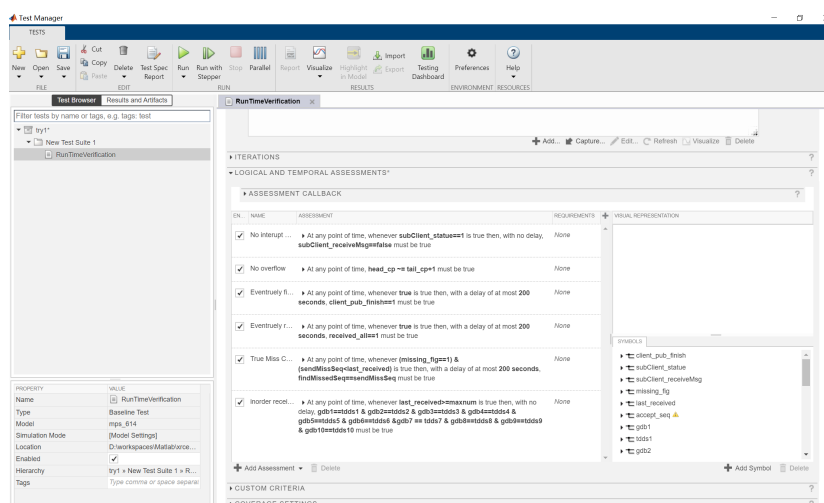 Test Manager
TESTS
New Open Save
Cut
Copy
Paste
Delete Test Spec Report
Run Run with Stepper Stop Parallel
Report Visualize Highlight in Model
Import
Export
Testing Dashboard
Preferences
Help
FILE EDIT RUN RESULTS ENVIRONMENT RESOURCES
Test Browser Results and Artifacts
RunTimeVerification ×
Filter tests by name or tags, e.g. tags: test
try1*
New Test Suite 1
RunTimeVerification
Add... Capture... Edit... Refresh Visualize Delete
ITERATIONS ?
LOGICAL AND TEMPORAL ASSESSMENTS* ?
ASSESSMENT CALLBACK ?
EN.. NAME ASSESSMENT REQUIREMENTS VISUAL REPRESENTATION
No interupt ... At any point of time, whenever subClient_statue==1 is true then, with no delay, None
subClient_receiveMsg==false must be true
No overflow At any point of time, head_cp ~= tail_cp+1 must be true None
Eventruely fi... At any point of time, whenever true is true then, with a delay of at most 200 None
seconds, client_pub_finish==1 must be true
Eventruely r... At any point of time, whenever true is true then, with a delay of at most 200 None
seconds, received_all==1 must be true
True Miss C... At any point of time, whenever (missing_fig==1) & None
(sendMissSeq<last_received) is true then, with a delay of at most 200 seconds,
findMissedSeq==sendMissSeq must be true
Inorder recei... At any point of time, whenever last_received>=maxnum is true then, with no None
delay, gdb1==tdds1 & gdb2==tdds2 & gdb3==tdds3 & gdb4==tdds4 &
gdb5==tdds5 & gdb6==tdds6 &gdb7 == tdds7 & gdb8==tdds8 & gdb9==tdds9
& gdb10==tdds10 must be true
SYMBOLS
client_pub_finish
subClient_statue
subClient_receiveMsg
missing_fig
last_received
accept_seq
gdb1
tdds1
gdb2
Add Assessment Delete
Add Symbol Delete
CUSTOM CRITERIA ?
COVERAGE SETTINGS
PROPERTY VALUE
Name RunTimeVerification
Type Baseline Test
Model mps_614
Simulation Mode [Model Settings]
Location D:\workspaces\Matlab\xrce...
Enabled
Hierarchy try1 » New Test Suite 1 » R...
Tags Type comma or space separat